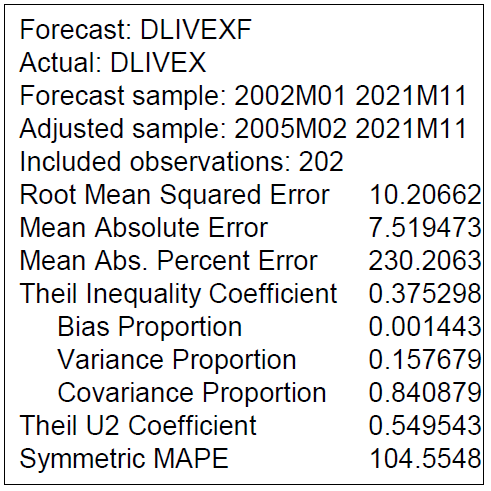 Forecast: DLIVEXF
Actual: DLIVEX
Forecast sample: 2002M01 2021M11
Adjusted sample: 2005M02 2021M11
Included observations: 202
Root Mean Squared Error 10.20662
Mean Absolute Error 7.519473
Mean Abs. Percent Error 230.2063
Theil Inequality Coefficient 0.375298
Bias Proportion 0.001443
Variance Proportion 0.157679
Covariance Proportion 0.840879
Theil U2 Coefficient 0.549543
Symmetric MAPE 104.5548